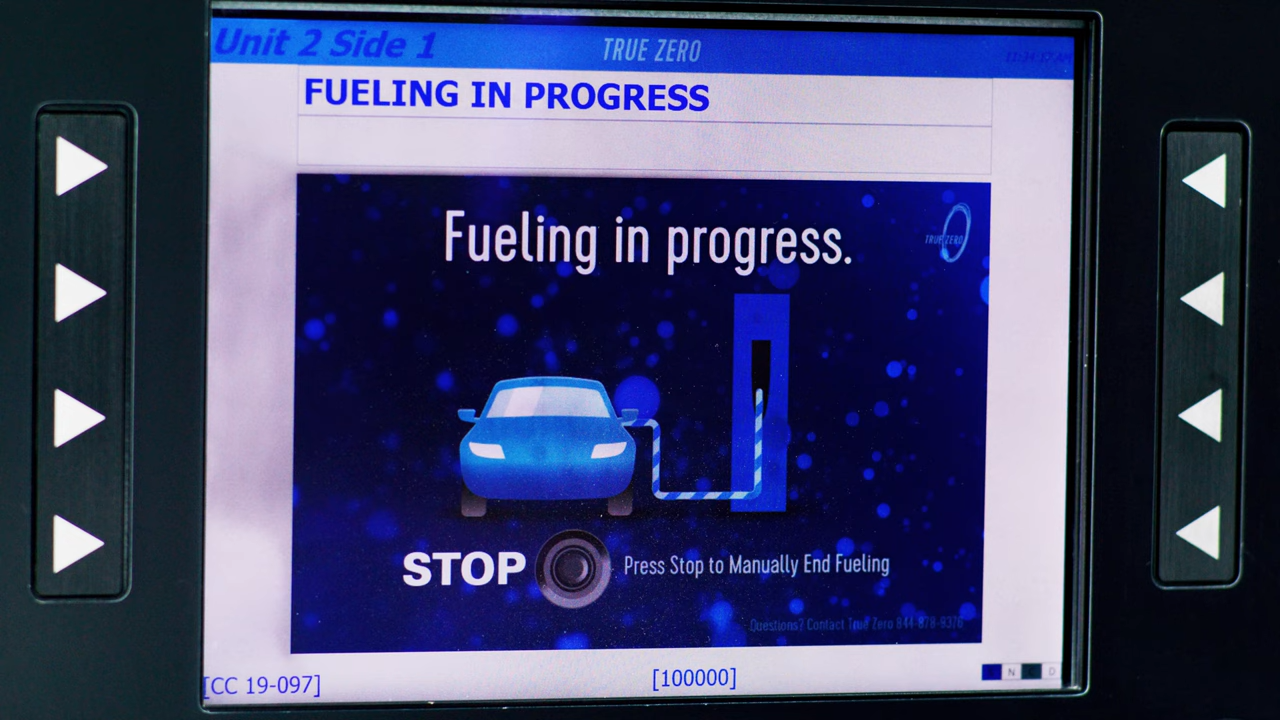 Unit 2 Side 1
TRUE ZERO
FUELING IN PROGRESS
Fueling in progress.
TRUE ZERO
STOP
Press Stop to Manually End Fueling
Questions? Contact True Zero 844-878-9376
[CC 19-097]
[100000]
N
D